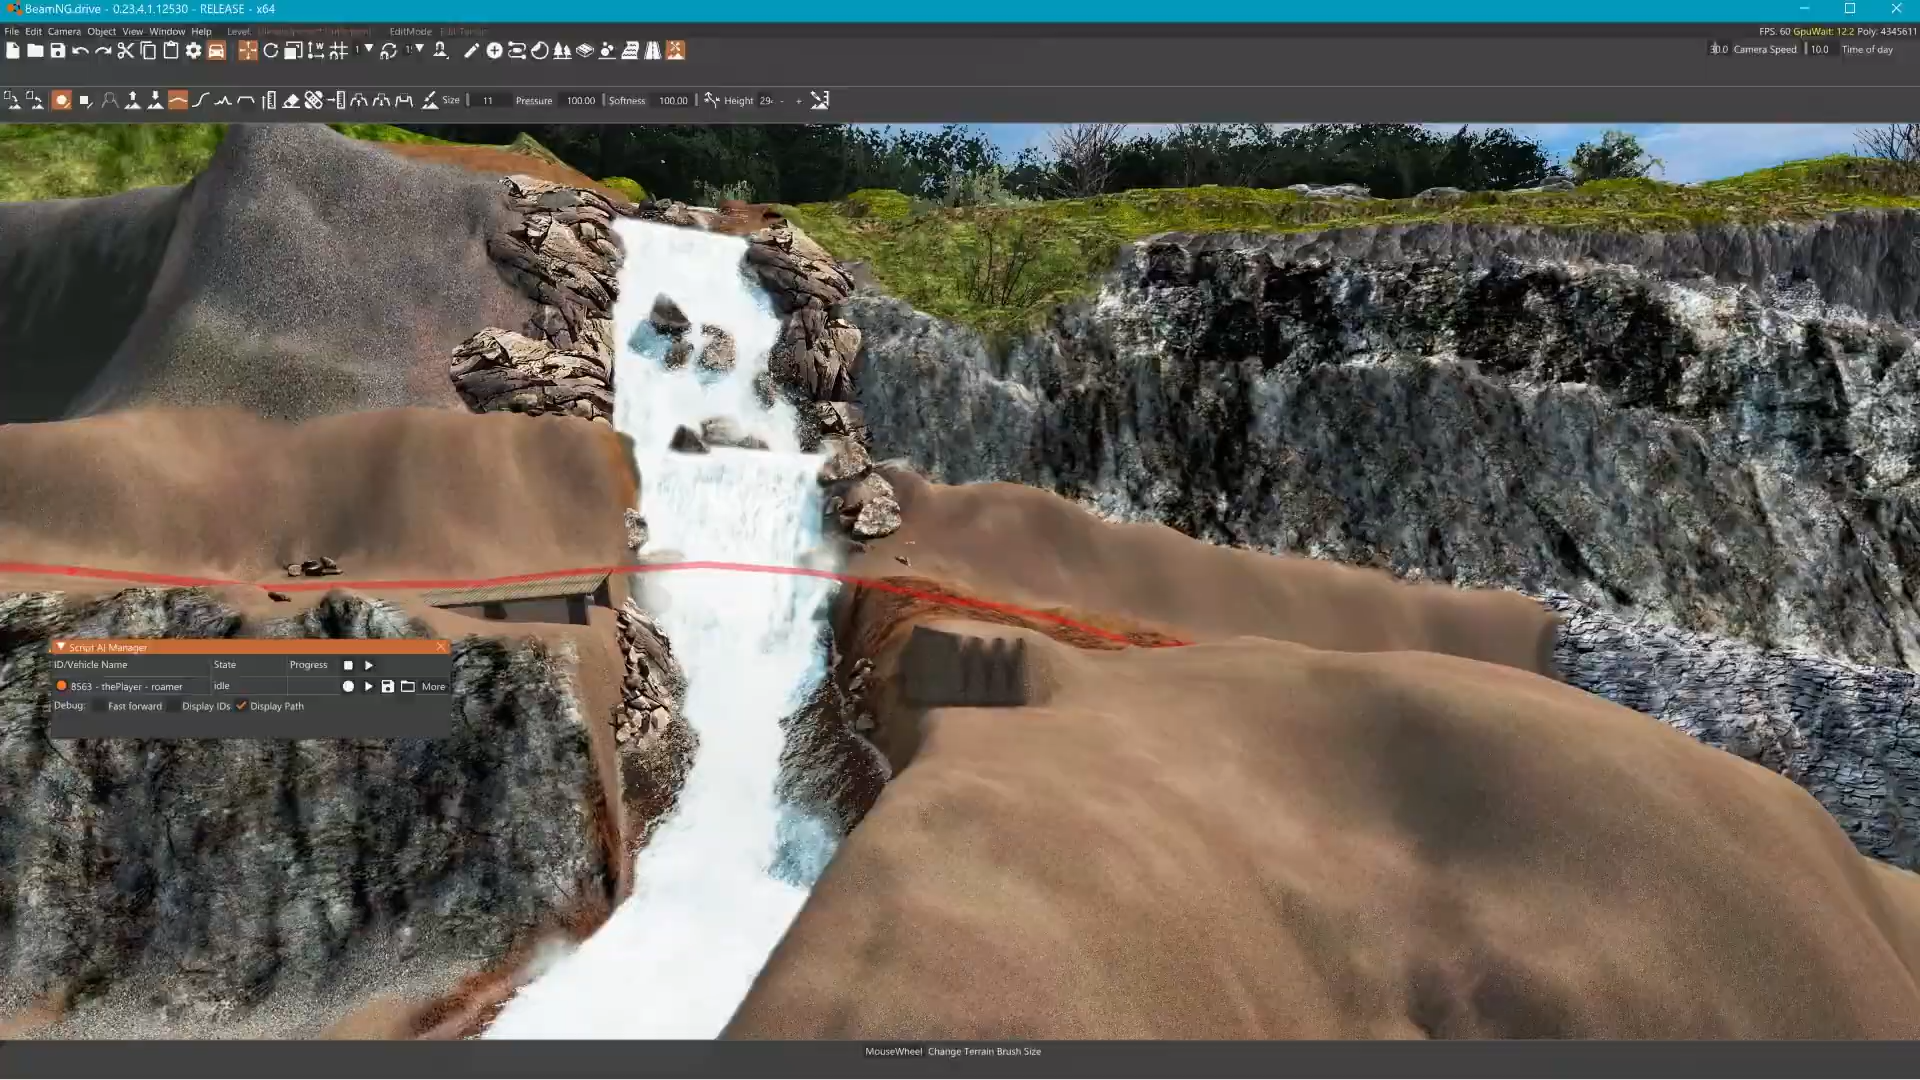 BeamNG.drive - 0.23.4.1.12530 - RELEASE - x64
File Edit Camera Object View Window Help Level: EditMode
FPS: 60 GpuWait: 12.2 Poly: 4345611
30.0 Camera Speed 10.0 Time of day
Size 11 Pressure 100.00 Softness 100.00 Height 29 - +
Script AI Manager
ID/Vehicle Name State Progress
8563 - thePlayer - roamer idle More
Debug: Fast forward Display IDs Display Path
MouseWheel Change Terrain Brush Size